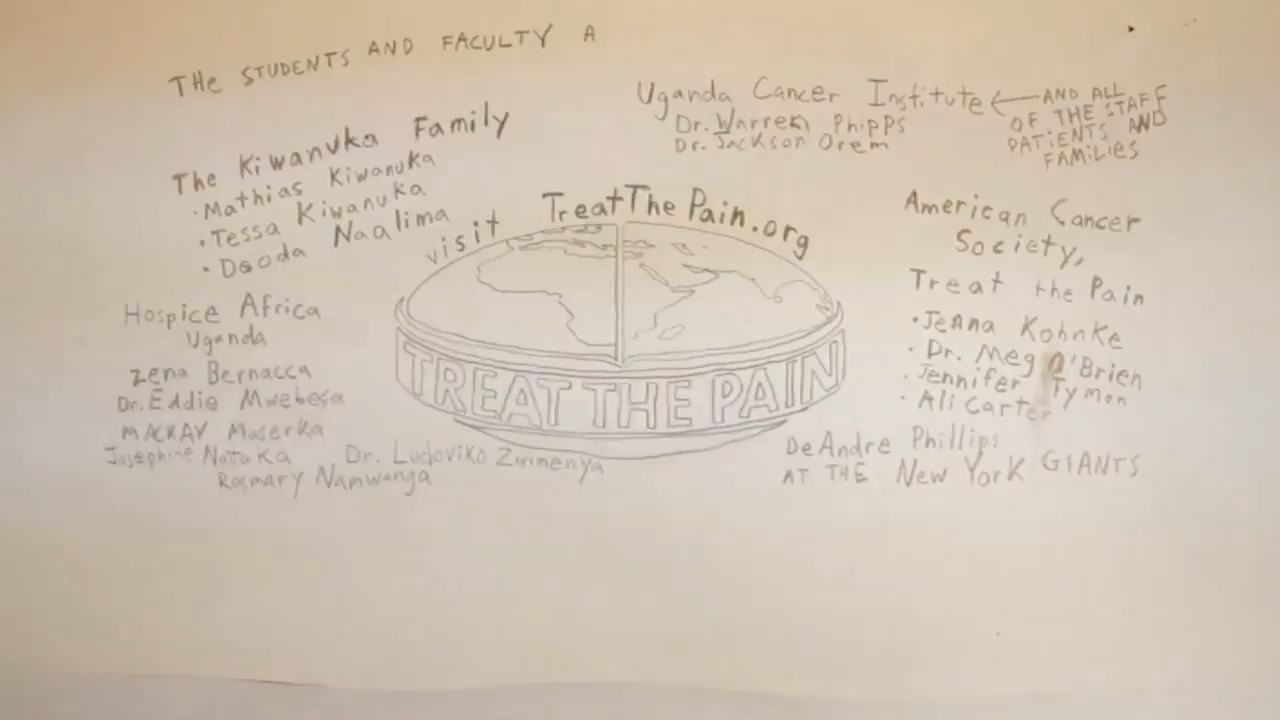 THe STUDENTS AND FACULTY A
The Kiwanuka Family
• Mathias Kiwanuka
• Tessa Kiwanuka
• Daoda Naalima
Uganda Cancer Institute ← AND ALL
OF THE STAFF
PATIENTS AND
FAMILIES
Dr. Warren Phipps
Dr. Jackson Orem
visit TreatThePain.org
TREAT THE PAIN
American Cancer
Society,
Treat the Pain
• Jeana Kohnke
• Dr. Meg O'Brien
• Jennifer Tymon
• Ali Carter
Hospice Africa
Uganda
Zena Bernacca
Dr. Eddie Mwebesa
MACKAY Maserka
Josephine Nataka
Dr. Ludoviko Zirimenya
Rosmary Namwanga
DeAndre Phillips
AT THE New York GIANTS